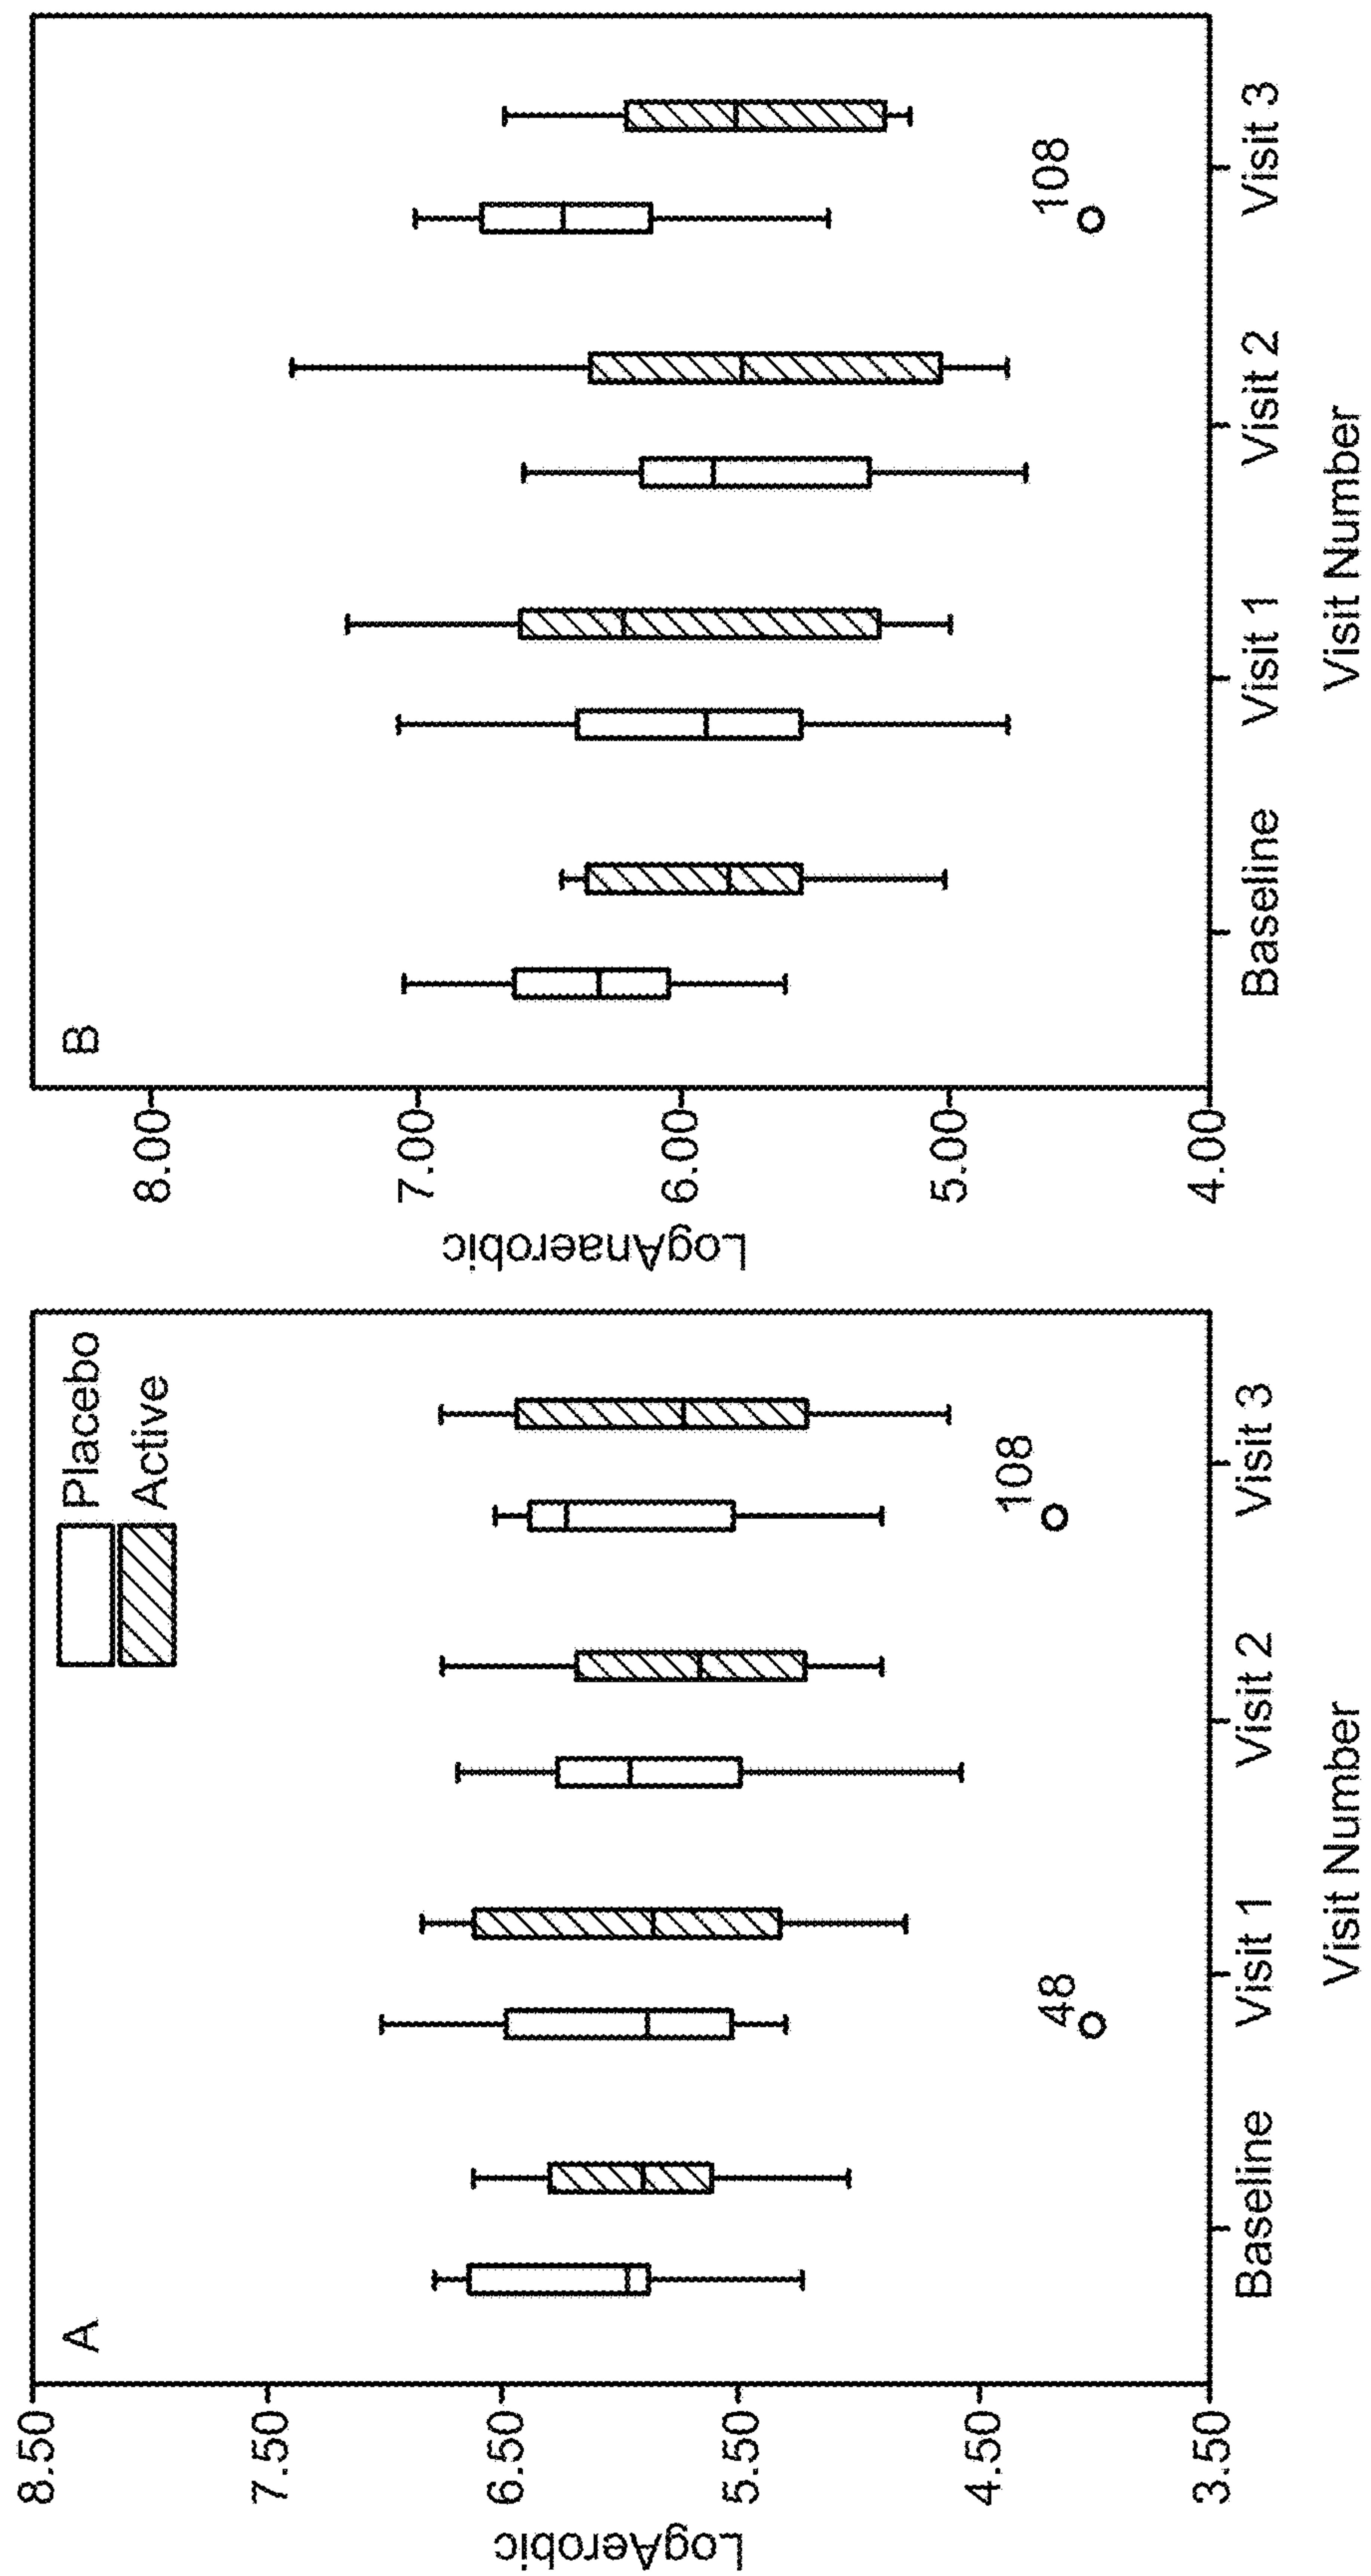 A
Placebo
Active
8.50
7.50
6.50
5.50
4.50
3.50
LogAerobic
48
108
Baseline
Visit 1
Visit 2
Visit 3
Visit Number
B
8.00
7.00
6.00
5.00
4.00
LogAnaerobic
108
Baseline
Visit 1
Visit 2
Visit 3
Visit Number